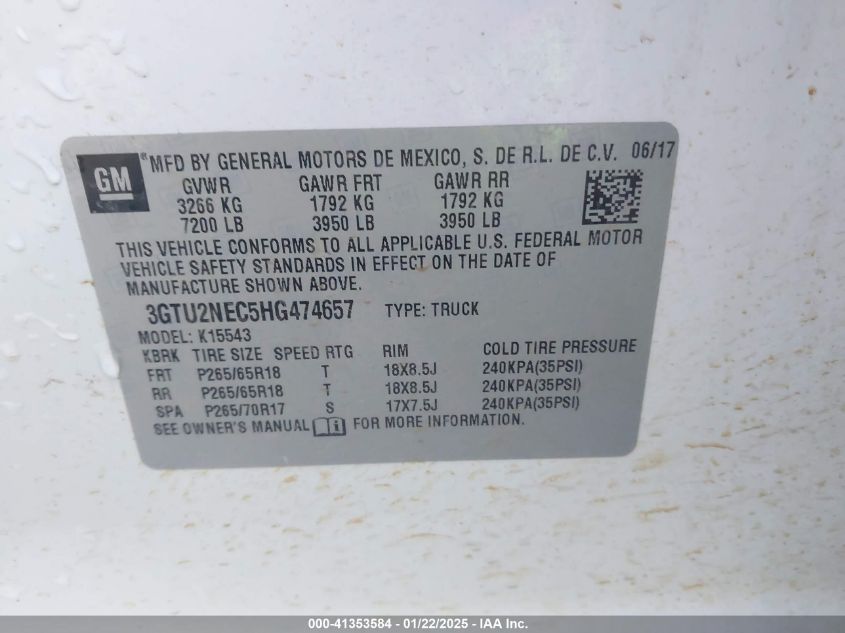 GM
®MFD BY GENERAL MOTORS DE MEXICO, S. DE R.L. DE C.V. 06/17
GVWR GAWR FRT GAWR RR
3266 KG 1792 KG 1792 KG
7200 LB 3950 LB 3950 LB
THIS VEHICLE CONFORMS TO ALL APPLICABLE U.S. FEDERAL MOTOR
VEHICLE SAFETY STANDARDS IN EFFECT ON THE DATE OF
MANUFACTURE SHOWN ABOVE.
3GTU2NEC5HG474657 TYPE: TRUCK
MODEL: K15543
KBRK TIRE SIZE SPEED RTG RIM COLD TIRE PRESSURE
FRT P265/65R18 T 18X8.5J 240KPA(35PSI)
RR P265/65R18 T 18X8.5J 240KPA(35PSI)
SPA P265/70R17 S 17X7.5J 240KPA(35PSI)
SEE OWNER'S MANUAL FOR MORE INFORMATION.
000-41353584 - 01/22/2025 - IAA Inc.